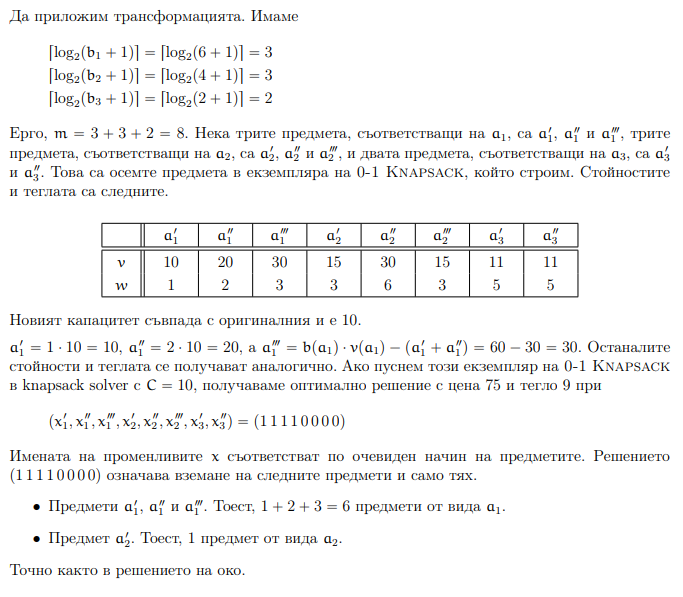 Да приложим трансформацията. Имаме
⌈log₂(𝔟₁ + 1)⌉ = ⌈log₂(6 + 1)⌉ = 3
⌈log₂(𝔟₂ + 1)⌉ = ⌈log₂(4 + 1)⌉ = 3
⌈log₂(𝔟₃ + 1)⌉ = ⌈log₂(2 + 1)⌉ = 2
Ерго, 𝔪 = 3 + 3 + 2 = 8. Нека трите предмета, съответстващи на 𝔞₁, са 𝔞′₁, 𝔞″₁ и 𝔞‴₁, трите
предмета, съответстващи на 𝔞₂, са 𝔞′₂, 𝔞″₂ и 𝔞‴₂, и двата предмета, съответстващи на 𝔞₃, са 𝔞′₃
и 𝔞″₃. Това са осемте предмета в екземпляра на 0-1 KNAPSACK, който строим. Стойностите
и теглата са следните.
𝔞′₁ 𝔞″₁ 𝔞‴₁ 𝔞′₂ 𝔞″₂ 𝔞‴₂ 𝔞′₃ 𝔞″₃
v 10 20 30 15 30 15 11 11
w 1 2 3 3 6 3 5 5
Новият капацитет съвпада с оригиналния и е 10.
𝔞′₁ = 1 · 10 = 10, 𝔞″₁ = 2 · 10 = 20, а 𝔞‴₁ = 𝔟(𝔞₁) · v(𝔞₁) − (𝔞′₁ + 𝔞″₁) = 60 − 30 = 30. Останалите
стойности и теглата се получават аналогично. Ако пуснем този екземпляр на 0-1 KNAPSACK
в knapsack solver с C = 10, получаваме оптимално решение с цена 75 и тегло 9 при
(x′₁, x″₁, x‴₁, x′₂, x″₂, x‴₂, x′₃, x″₃) = (1 1 1 1 0 0 0 0)
Имената на променливите x съответстват по очевиден начин на предметите. Решението
(1 1 1 1 0 0 0 0) означава вземане на следните предмети и само тях.
• Предмети 𝔞′₁, 𝔞″₁ и 𝔞‴₁. Тоест, 1 + 2 + 3 = 6 предмети от вида 𝔞₁.
• Предмет 𝔞′₂. Тоест, 1 предмет от вида 𝔞₂.
Точно както в решението на око.